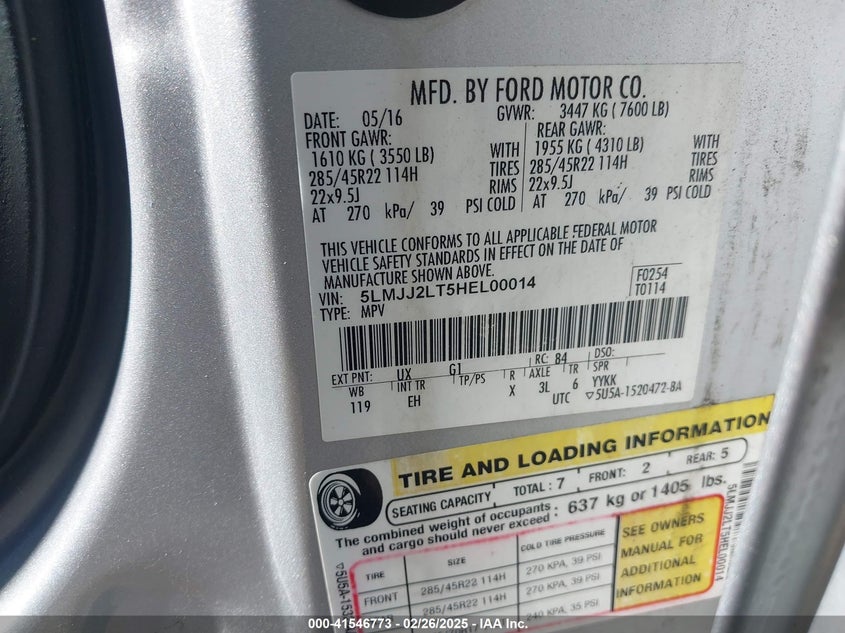 MFD. BY FORD MOTOR CO.
DATE: 05/16 GVWR: 3447 KG ( 7600 LB)
FRONT GAWR: REAR GAWR:
1610 KG ( 3550 LB) WITH 1955 KG ( 4310 LB) WITH
285/45R22 114H TIRES 285/45R22 114H TIRES
22x9.5J RIMS 22x9.5J RIMS
AT 270 kPa/ 39 PSI COLD AT 270 kPa/ 39 PSI COLD
THIS VEHICLE CONFORMS TO ALL APPLICABLE FEDERAL MOTOR
VEHICLE SAFETY STANDARDS IN EFFECT ON THE DATE OF
MANUFACTURE SHOWN ABOVE.
VIN: 5LMJJ2LT5HEL00014 F0254
TYPE: MPV T0114
EXT PNT: UX G1 RC: 84 DSO:
WB INT TR TP/PS R AXLE TR SPR
119 EH X 3L 6 YYKK
UTC ▽5U5A-1520472-BA
TIRE AND LOADING INFORMATION
SEATING CAPACITY TOTAL : 7 FRONT: 2 REAR: 5
The combined weight of occupants : 637 kg or 1405 lbs.
and cargo should never exceed
TIRE SIZE COLD TIRE PRESSURE
FRONT 285/45R22 114H 270 KPA, 39 PSI
285/45R22 114H 270 KPA, 39 PSI
240 KPA, 35 PSI
SEE OWNERS
MANUAL FOR
ADDITIONAL
INFORMATION
5LMJJ2LT5HEL00014
000-41546773 - 02/26/2025 - IAA Inc.